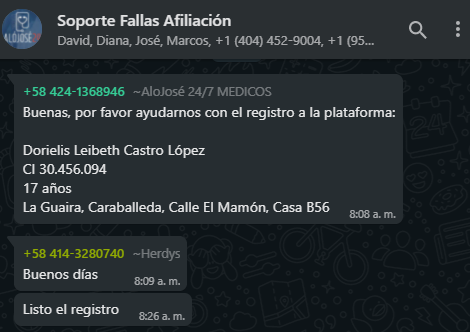 Soporte Fallas Afiliación
David, Diana, José, Marcos, +1 (404) 452-9004, +1 (95...
ALOJOSÉ
+58 424-1368946 ~AloJosé 24/7 MEDICOS
Buenas, por favor ayudarnos con el registro a la plataforma:
Dorielis Leibeth Castro López
CI 30.456.094
17 años
La Guaira, Caraballeda, Calle El Mamón, Casa B56
8:08 a. m.
+58 414-3280740 ~Herdys
Buenos días
8:09 a. m.
Listo el registro
8:26 a. m.